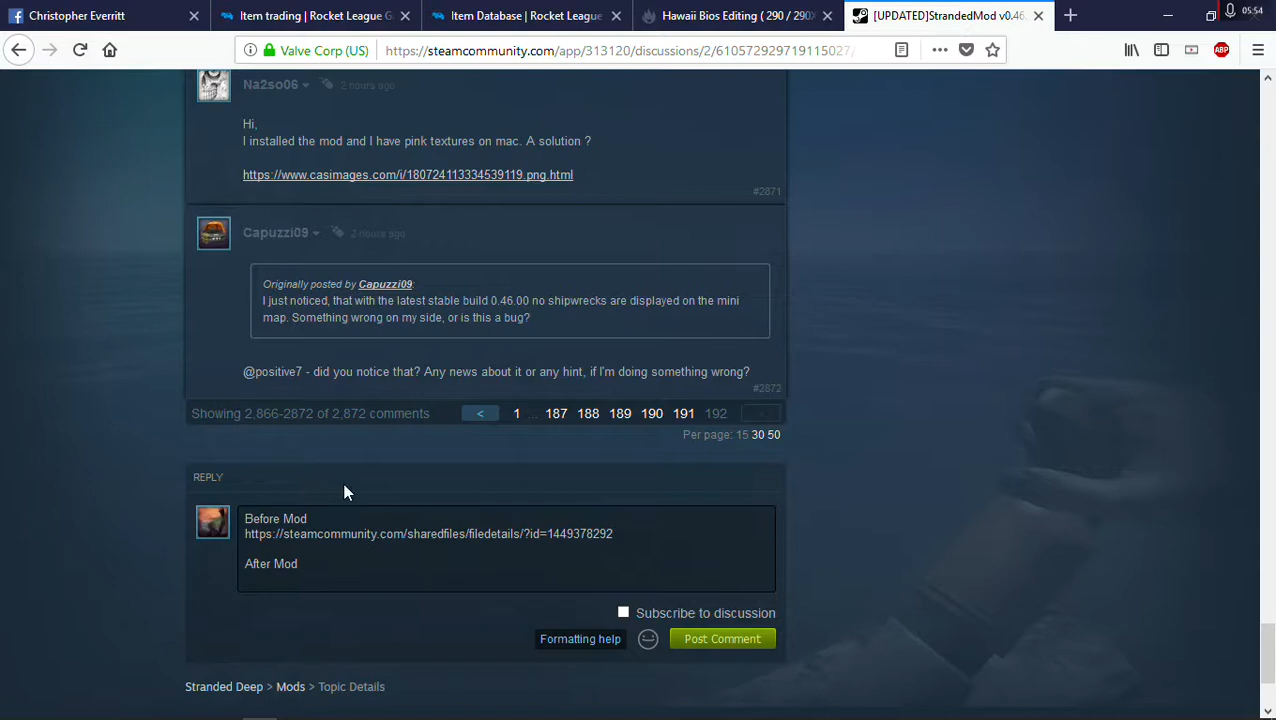 Christopher Everritt
Item trading | Rocket League G
Item Database | Rocket League
Hawaii Bios Editing ( 290 / 290X
[UPDATED]StrandedMod v0.46.
05:54
Valve Corp (US)
https://steamcommunity.com/app/313120/discussions/2/610572929719115027/
ABP
Na2so06
2 hours ago
Hi,
I installed the mod and I have pink textures on mac. A solution ?
https://www.casimages.com/i/180724113334539119.png.html
#2871
Capuzzi09
2 hours ago
Originally posted by Capuzzi09:
I just noticed, that with the latest stable build 0.46.00 no shipwrecks are displayed on the mini
map. Something wrong on my side, or is this a bug?
@positive7 - did you notice that? Any news about it or any hint, if I'm doing something wrong?
#2872
Showing 2,866-2872 of 2,872 comments
< 1 ... 187 188 189 190 191 192
Per page: 15 30 50
REPLY
Before Mod
https://steamcommunity.com/sharedfiles/filedetails/?id=1449378292
After Mod
Subscribe to discussion
Formatting help
Post Comment
Stranded Deep > Mods > Topic Details